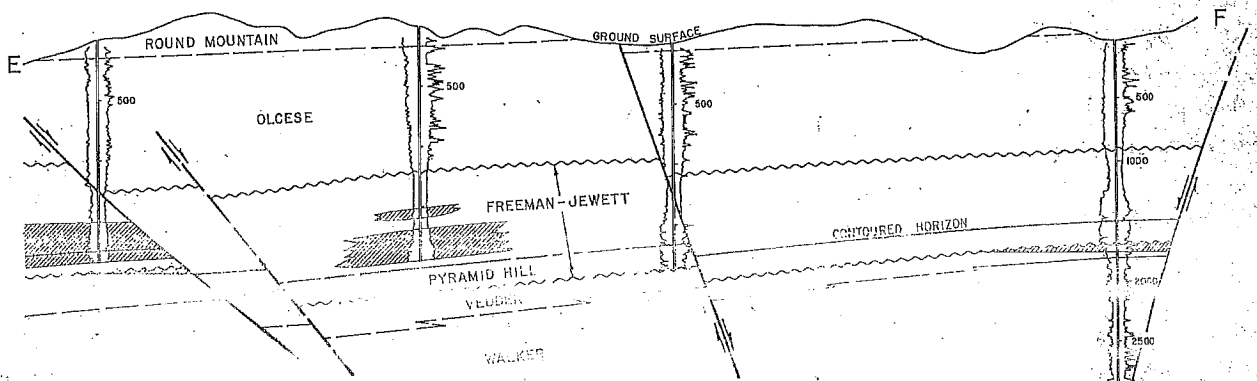 E
F
ROUND MOUNTAIN
GROUND SURFACE
500
500
500
500
OLCESE
1000
FREEMAN-JEWETT
CONTOURED HORIZON
PYRAMID HILL
2000
VEDDER
WALKER
2500